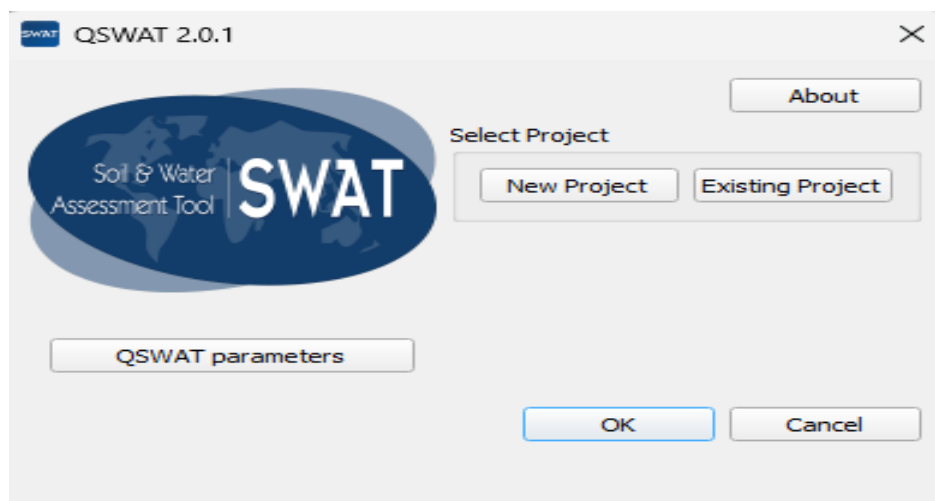 SWAT QSWAT 2.0.1
About
Select Project
Soil & Water
Assessment Tool
SWAT
New Project
Existing Project
QSWAT parameters
OK
Cancel